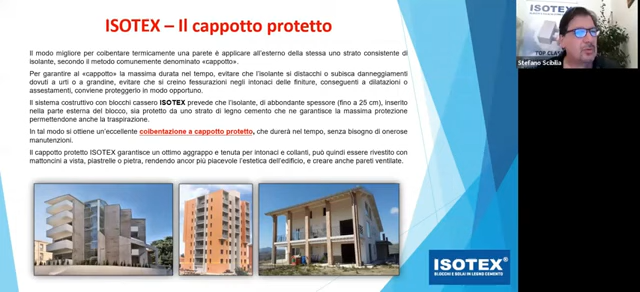 ISOTEX – Il cappotto protetto
Il modo migliore per coibentare termicamente una parete è applicare all'esterno della stessa uno strato consistente di
isolante, secondo il metodo comunemente denominato «cappotto».
Per garantire al «cappotto» la massima durata nel tempo, evitare che l'isolante si distacchi o subisca danneggiamenti
dovuti a urti o a grandine, evitare che si creino fessurazioni negli intonaci delle finiture, conseguenti a dilatazioni o
assestamenti, conviene proteggerlo in modo opportuno.
Il sistema costruttivo con blocchi cassero ISOTEX prevede che l'isolante, di abbondante spessore (fino a 25 cm), inserito
nella parte esterna del blocco, sia protetto da uno strato di legno cemento che ne garantisce la massima protezione
permettendone anche la traspirazione.
In tal modo si ottiene un'eccellente coibentazione a cappotto protetto, che durerà nel tempo, senza bisogno di onerose
manutenzioni.
Il cappotto protetto ISOTEX garantisce un ottimo aggrappo e tenuta per intonaci e collanti, può quindi essere rivestito con
mattoncini a vista, piastrelle o pietra, rendendo ancor più piacevole l'estetica dell'edificio, e creare anche pareti ventilate.
ISOTEX®
BLOCCHI E SOLAI IN LEGNO CEMENTO
ISOTEX
TOP CLASS
Stefano Scibilia